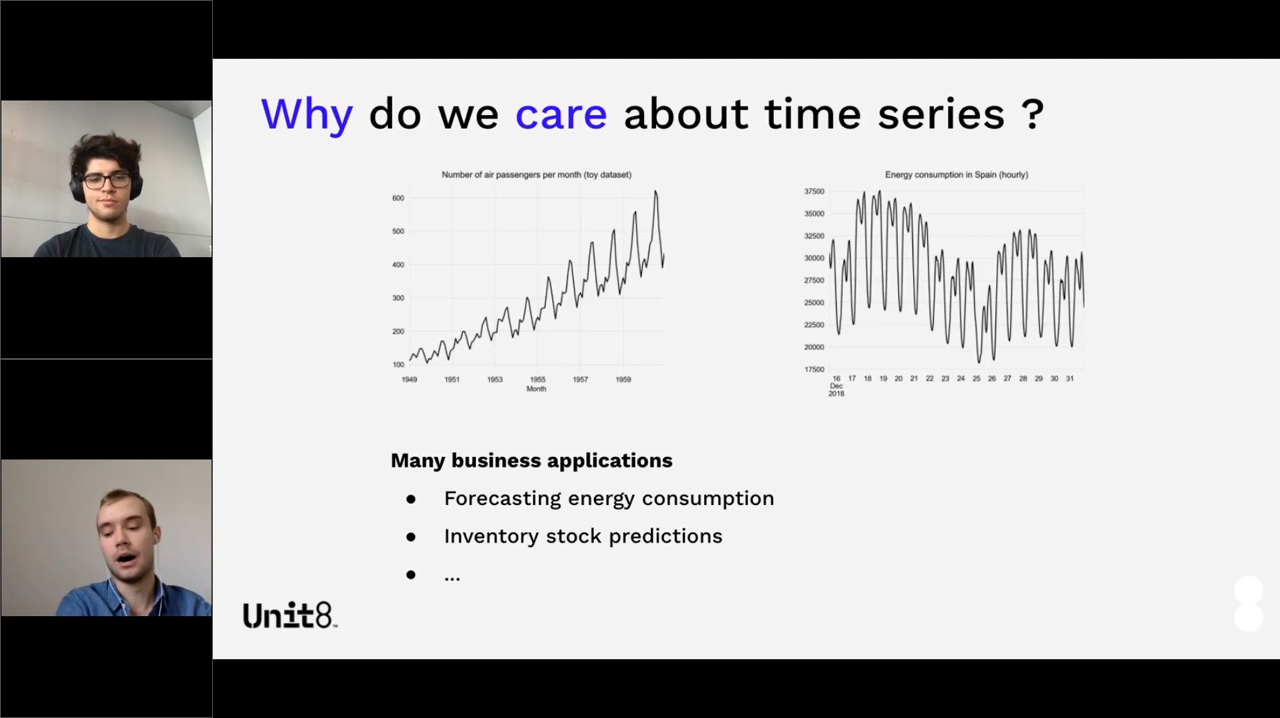 Why do we care about time series ?
Number of air passengers per month (toy dataset)
600
500
400
300
200
100
1949 1951 1953 1955 1957 1959
Month
Energy consumption in Spain (hourly)
37500
35000
32500
30000
27500
25000
22500
20000
17500
16 17 18 19 20 21 22 23 24 25 26 27 28 29 30 31
Dec
2018
Many business applications
● Forecasting energy consumption
● Inventory stock predictions
● ...
Unit8™